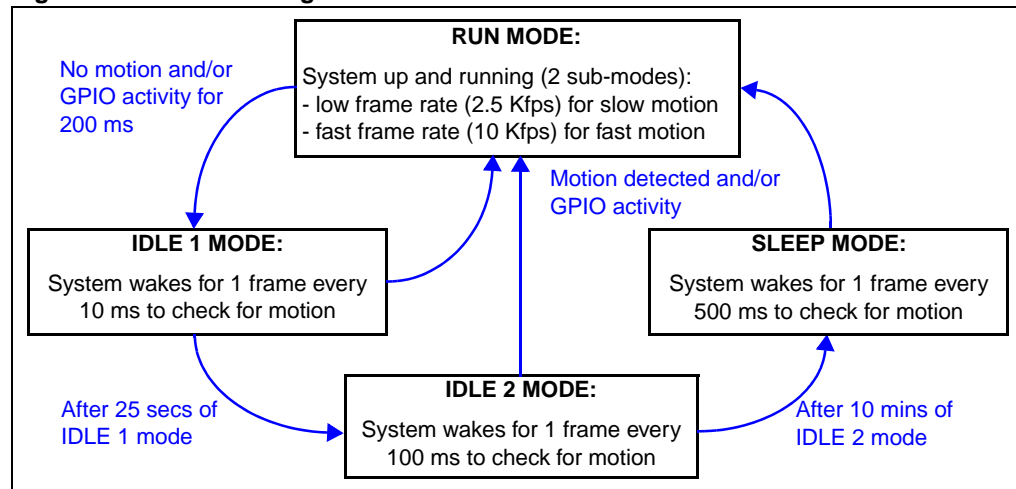 RUN MODE:
System up and running (2 sub-modes):
- low frame rate (2.5 Kfps) for slow motion
- fast frame rate (10 Kfps) for fast motion
No motion and/or
GPIO activity for
200 ms
Motion detected and/or
GPIO activity
IDLE 1 MODE:
System wakes for 1 frame every
10 ms to check for motion
SLEEP MODE:
System wakes for 1 frame every
500 ms to check for motion
After 25 secs of
IDLE 1 mode
IDLE 2 MODE:
System wakes for 1 frame every
100 ms to check for motion
After 10 mins of
IDLE 2 mode